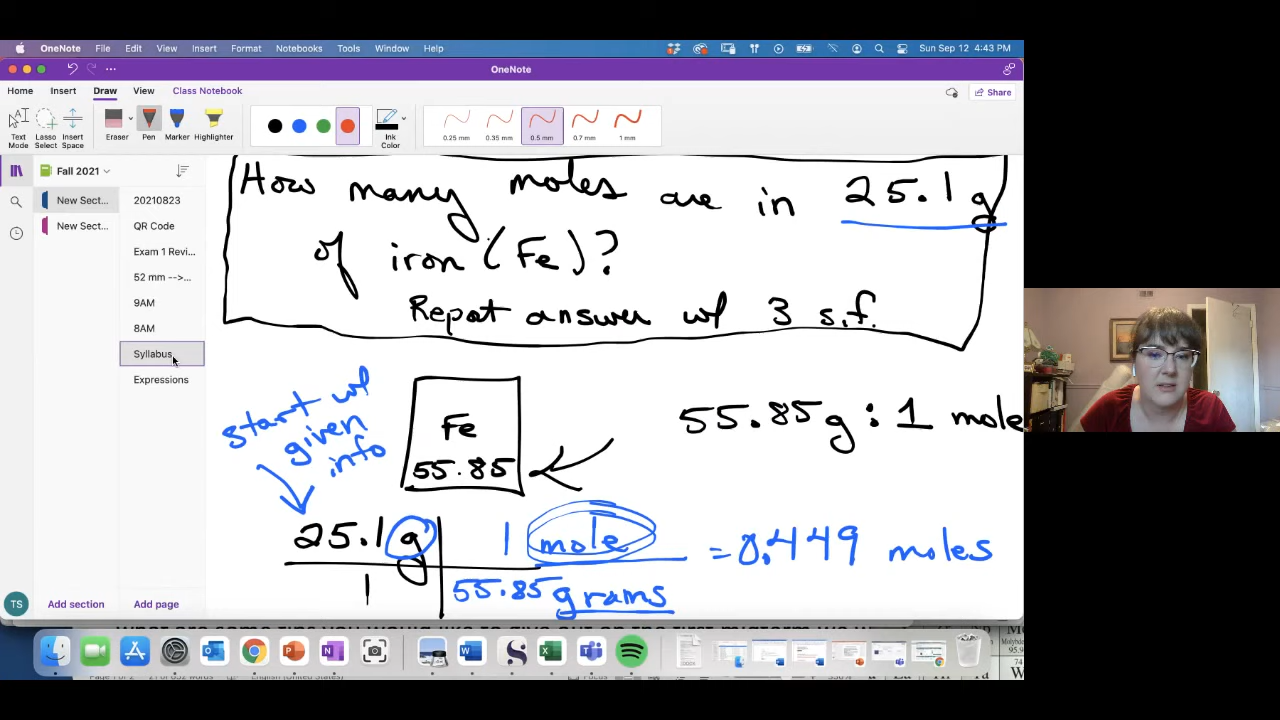 OneNote File Edit View Insert Format Notebooks Tools Window Help Sun Sep 12 4:43 PM
OneNote
Home Insert Draw View Class Notebook Share
Text Mode Lasso Select Insert Space Eraser Pen Marker Highlighter Ink Color 0.25 mm 0.35 mm 0.5 mm 0.7 mm 1 mm
Fall 2021
New Sect...
New Sect...
20210823
QR Code
Exam 1 Revi...
52 mm -->...
9AM
8AM
Syllabus
Expressions
How many moles are in 25.1 g
of iron (Fe)?
Repot answer w/ 3 s.f.
start w/
given
info
Fe
55.85
55.85g : 1 mole
25.1 g 1 mole = 0.449 moles
1 55.85 grams
TS Add section Add page